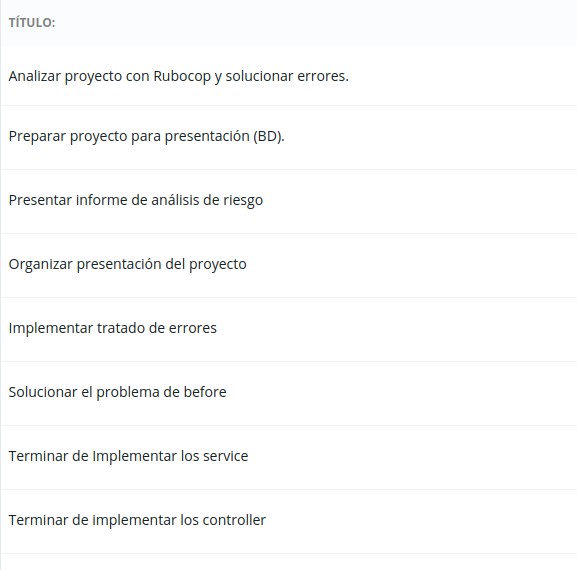 TÍTULO:
Analizar proyecto con Rubocop y solucionar errores.
Preparar proyecto para presentación (BD).
Presentar informe de análisis de riesgo
Organizar presentación del proyecto
Implementar tratado de errores
Solucionar el problema de before
Terminar de Implementar los service
Terminar de implementar los controller